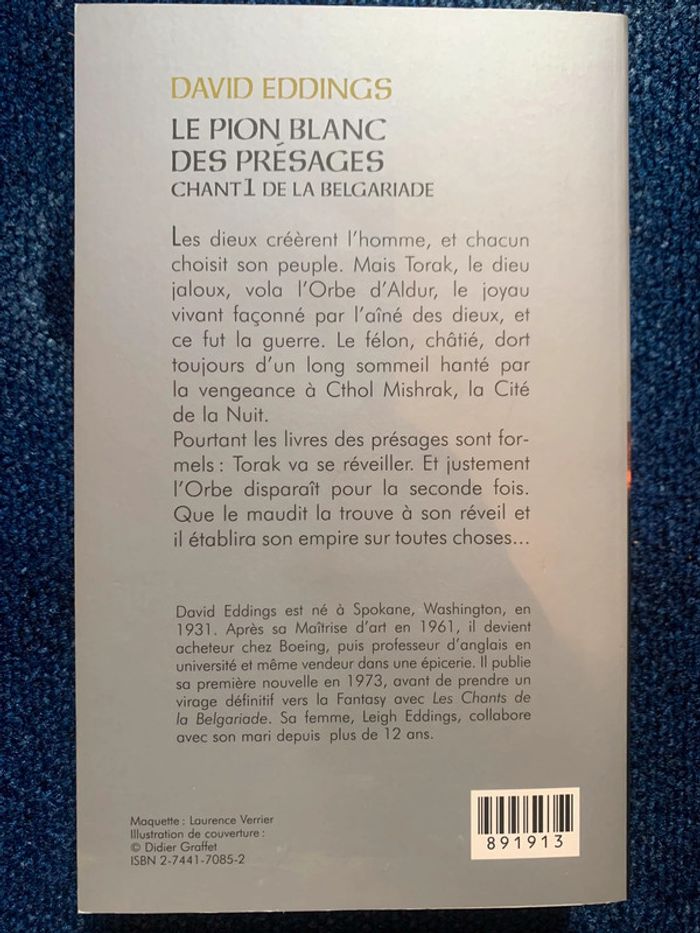 DAVID EDDINGS
LE PION BLANC
DES PRÉSAGES
CHANT1 DE LA BELGARIADE
Les dieux créèrent l'homme, et chacun
choisit son peuple. Mais Torak, le dieu
jaloux, vola l'Orbe d'Aldur, le joyau
vivant façonné par l'aîné des dieux, et
ce fut la guerre. Le félon, châtié, dort
toujours d'un long sommeil hanté par
la vengeance à Cthol Mishrak, la Cité
de la Nuit.
Pourtant les livres des présages sont for-
mels : Torak va se réveiller. Et justement
l'Orbe disparaît pour la seconde fois.
Que le maudit la trouve à son réveil et
il établira son empire sur toutes choses...
David Eddings est né à Spokane, Washington, en
1931. Après sa Maîtrise d'art en 1961, il devient
acheteur chez Boeing, puis professeur d'anglais en
université et même vendeur dans une épicerie. Il publie
sa première nouvelle en 1973, avant de prendre un
virage définitif vers la Fantasy avec Les Chants de
la Belgariade. Sa femme, Leigh Eddings, collabore
avec son mari depuis plus de 12 ans.
Maquette : Laurence Verrier
Illustration de couverture :
© Didier Graffet
ISBN 2-7441-7085-2
891913